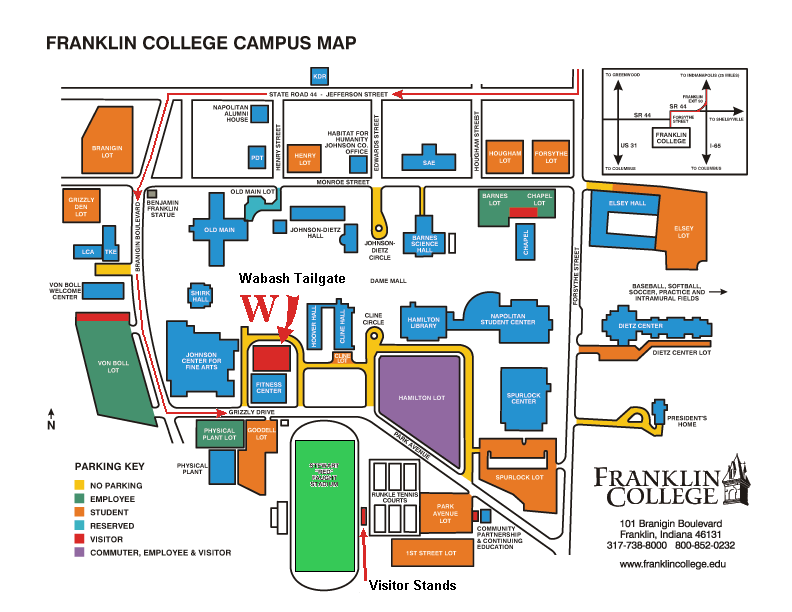 FRANKLIN COLLEGE CAMPUS MAP
KDR
STATE ROAD 44 - JEFFERSON STREET
TO GREENWOOD
TO INDIANAPOLIS (25 MILES)
FRANKLIN
EXIT 90
SR 44
SR 44
TO SHELBYVILLE
FORSYTHE
STREET
FRANKLIN
COLLEGE
US 31
I-65
TO COLUMBUS
TO COLUMBUS
NAPOLITAN
ALUMNI
HOUSE
HENRY STREET
EDWARDS STREET
HOUGHAM STREET
BRANIGIN
LOT
PDT
HENRY
LOT
HABITAT FOR
HUMANITY
JOHNSON CO.
OFFICE
SAE
HOUGHAM
LOT
FORSYTHE
LOT
MONROE STREET
GRIZZLY
DEN
LOT
BENJAMIN
FRANKLIN
STATUE
OLD MAIN LOT
BARNES
LOT
CHAPEL
LOT
ELSEY HALL
ELSEY
LOT
BRANIGIN BOULEVARD
OLD MAIN
JOHNSON-DIETZ
HALL
JOHNSON-
DIETZ
CIRCLE
BARNES
SCIENCE
HALL
CHAPEL
LCA
TKE
FORSYTHE STREET
VON BOLL
WELCOME
CENTER
SHIRK
HALL
Wabash Tailgate
W
DAME MALL
BASEBALL, SOFTBALL,
SOCCER, PRACTICE AND
INTRAMURAL FIELDS
HOOVER HALL
CLINE HALL
CLINE
CIRCLE
HAMILTON
LIBRARY
NAPOLITAN
STUDENT CENTER
DIETZ CENTER
DIETZ CENTER LOT
VON BOLL
LOT
JOHNSON
CENTER FOR
FINE ARTS
CLINE
LOT
FITNESS
CENTER
HAMILTON LOT
SPURLOCK
CENTER
PRESIDENT'S
HOME
N
GRIZZLY DRIVE
PHYSICAL
PLANT LOT
GOODELL
LOT
PARK AVENUE
PHYSICAL
PLANT
SPURLOCK LOT
PARKING KEY
NO PARKING
EMPLOYEE
STUDENT
RESERVED
VISITOR
COMMUTER, EMPLOYEE & VISITOR
STADIUM
RUNKLE TENNIS
COURTS
PARK
AVENUE
LOT
COMMUNITY
PARTNERSHIP
& CONTINUING
EDUCATION
1ST STREET LOT
Visitor Stands
FRANKLIN
COLLEGE
101 Branigin Boulevard
Franklin, Indiana 46131
317-738-8000 800-852-0232
www.franklincollege.edu